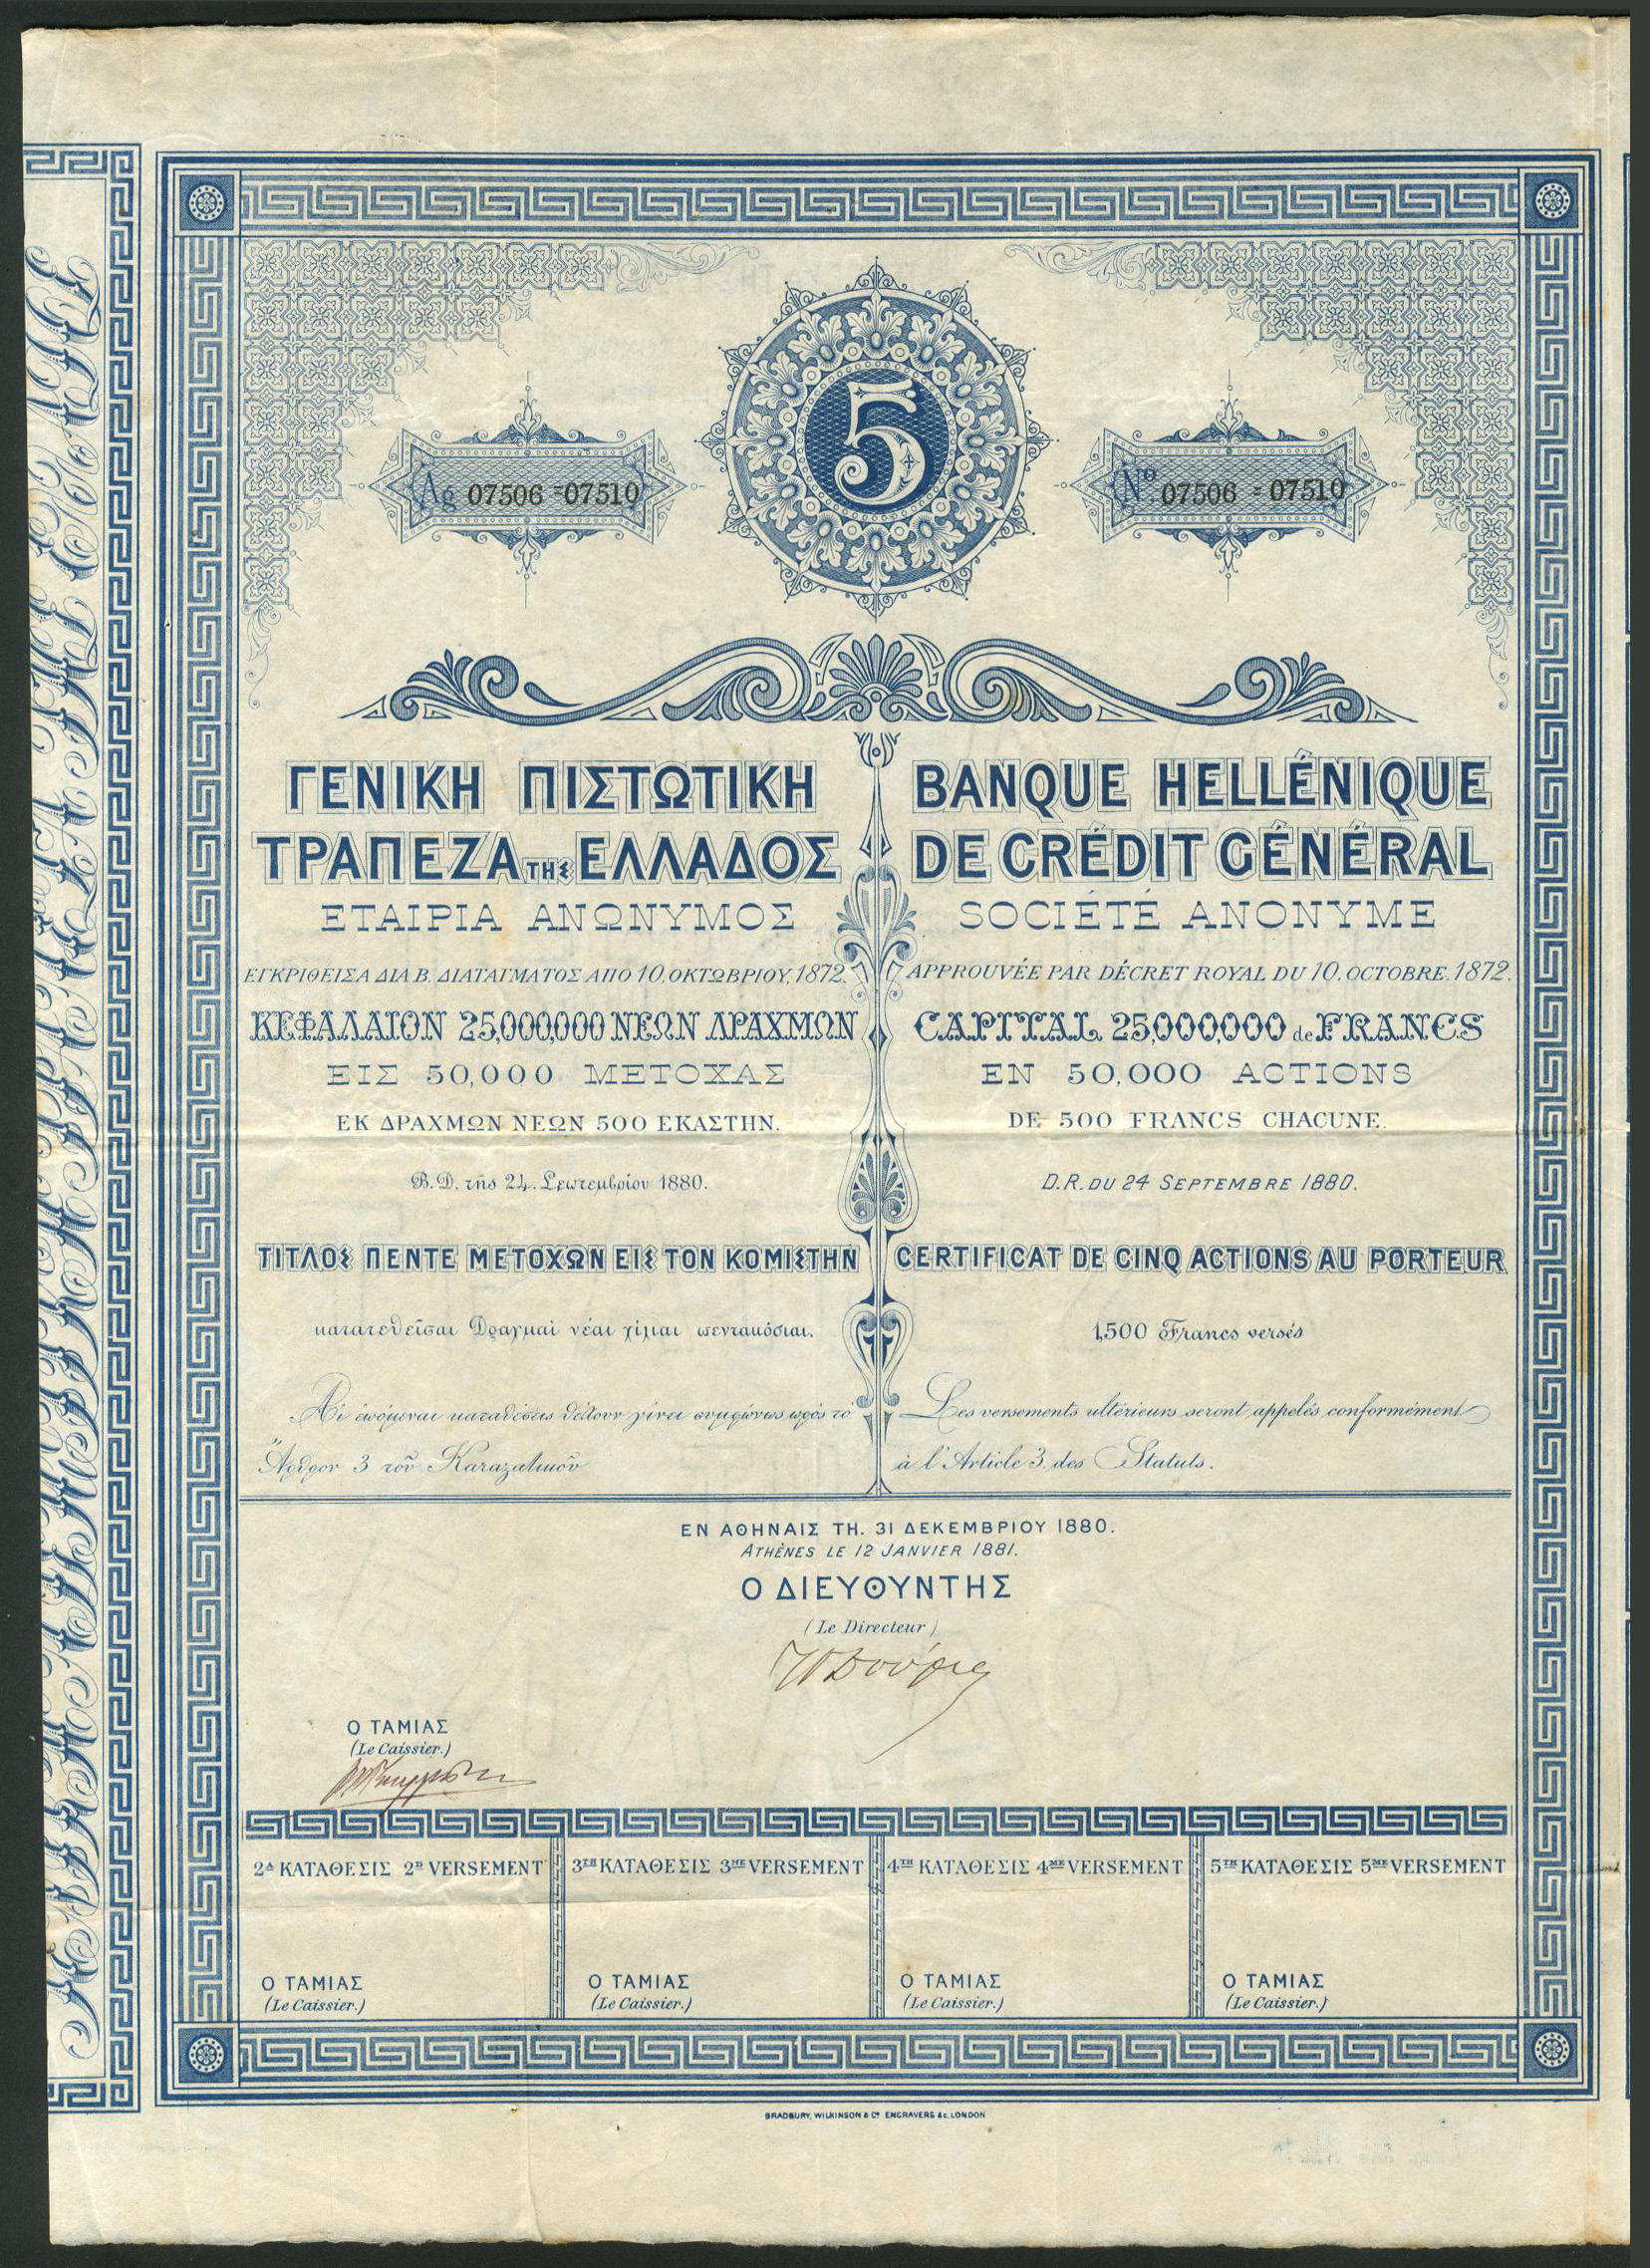 5
Αρ 07506 = 07510
Nº 07506 = 07510
ΓΕΝΙΚΗ ΠΙΣΤΩΤΙΚΗ
ΤΡΑΠΕΖΑ ΤΗΣ ΕΛΛΑΔΟΣ
ΕΤΑΙΡΙΑ ΑΝΩΝΥΜΟΣ
ΕΓΚΡΙΘΕΙΣΑ ΔΙΑ Β. ΔΙΑΤΑΓΜΑΤΟΣ ΑΠΟ 10. ΟΚΤΩΒΡΙΟΥ, 1872.
ΚΕΦΑΛΑΙΟΝ 25,000,000 ΝΕΩΝ ΔΡΑΧΜΩΝ
ΕΙΣ 50,000 ΜΕΤΟΧΑΣ
ΕΚ ΔΡΑΧΜΩΝ ΝΕΩΝ 500 ΕΚΑΣΤΗΝ.
Β.Δ. τῆς 24. Σεπτεμβρίου 1880.
ΤΙΤΛΟΣ ΠΕΝΤΕ ΜΕΤΟΧΩΝ ΕΙΣ ΤΟΝ ΚΟΜΙΣΤΗΝ
κατατεθεῖσαι Δραχμαὶ νέαι χίλιαι πεντακόσιαι.
Αἱ ἑπόμεναι καταθέσεις θέλουν γίνει συμφώνως πρὸς τὸ
Ἄρθρον 3 τοῦ
BANQUE HELLÉNIQUE
DE CRÉDIT GÉNÉRAL
SOCIÉTÉ ANONYME
APPROUVÉE PAR DÉCRET ROYAL DU 10. OCTOBRE. 1872.
CAPITAL 25,000,000 de FRANCS
EN 50,000 ACTIONS
DE 500 FRANCS CHACUNE.
D.R. DU 24 SEPTEMBRE 1880.
CERTIFICAT DE CINQ ACTIONS AU PORTEUR
1,500 Francs versés
Les versements ultérieurs seront appelés conformément
à l'Article 3. des Statuts.
ΕΝ ΑΘΗΝΑΙΣ ΤΗ. 31 ΔΕΚΕΜΒΡΙΟΥ 1880.
ATHÈNES LE 12 JANVIER 1881.
Ο ΔΙΕΥΘΥΝΤΗΣ
(Le Directeur)
Ο ΤΑΜΙΑΣ
(Le Caissier.)
2Α ΚΑΤΑΘΕΣΙΣ 2D VERSEMENT
3ΤΗ ΚΑΤΑΘΕΣΙΣ 3ME VERSEMENT
4ΤΗ ΚΑΤΑΘΕΣΙΣ 4ME VERSEMENT
5ΤΗ ΚΑΤΑΘΕΣΙΣ 5ME VERSEMENT
Ο ΤΑΜΙΑΣ
(Le Caissier.)
Ο ΤΑΜΙΑΣ
(Le Caissier.)
Ο ΤΑΜΙΑΣ
(Le Caissier.)
Ο ΤΑΜΙΑΣ
(Le Caissier.)
BRADBURY, WILKINSON & Co ENGRAVERS &c. LONDON